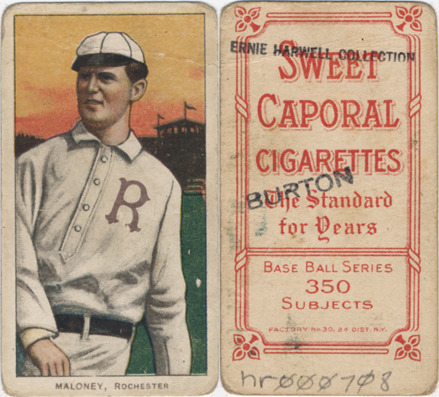 R
MALONEY, ROCHESTER
ERNIE HARWELL COLLECTION
SWEET
CAPORAL
CIGARETTES
BURTON
The Standard
for Years
BASE BALL SERIES
350
SUBJECTS
FACTORY NO 30, 2D DIST. N.Y.
hr000708